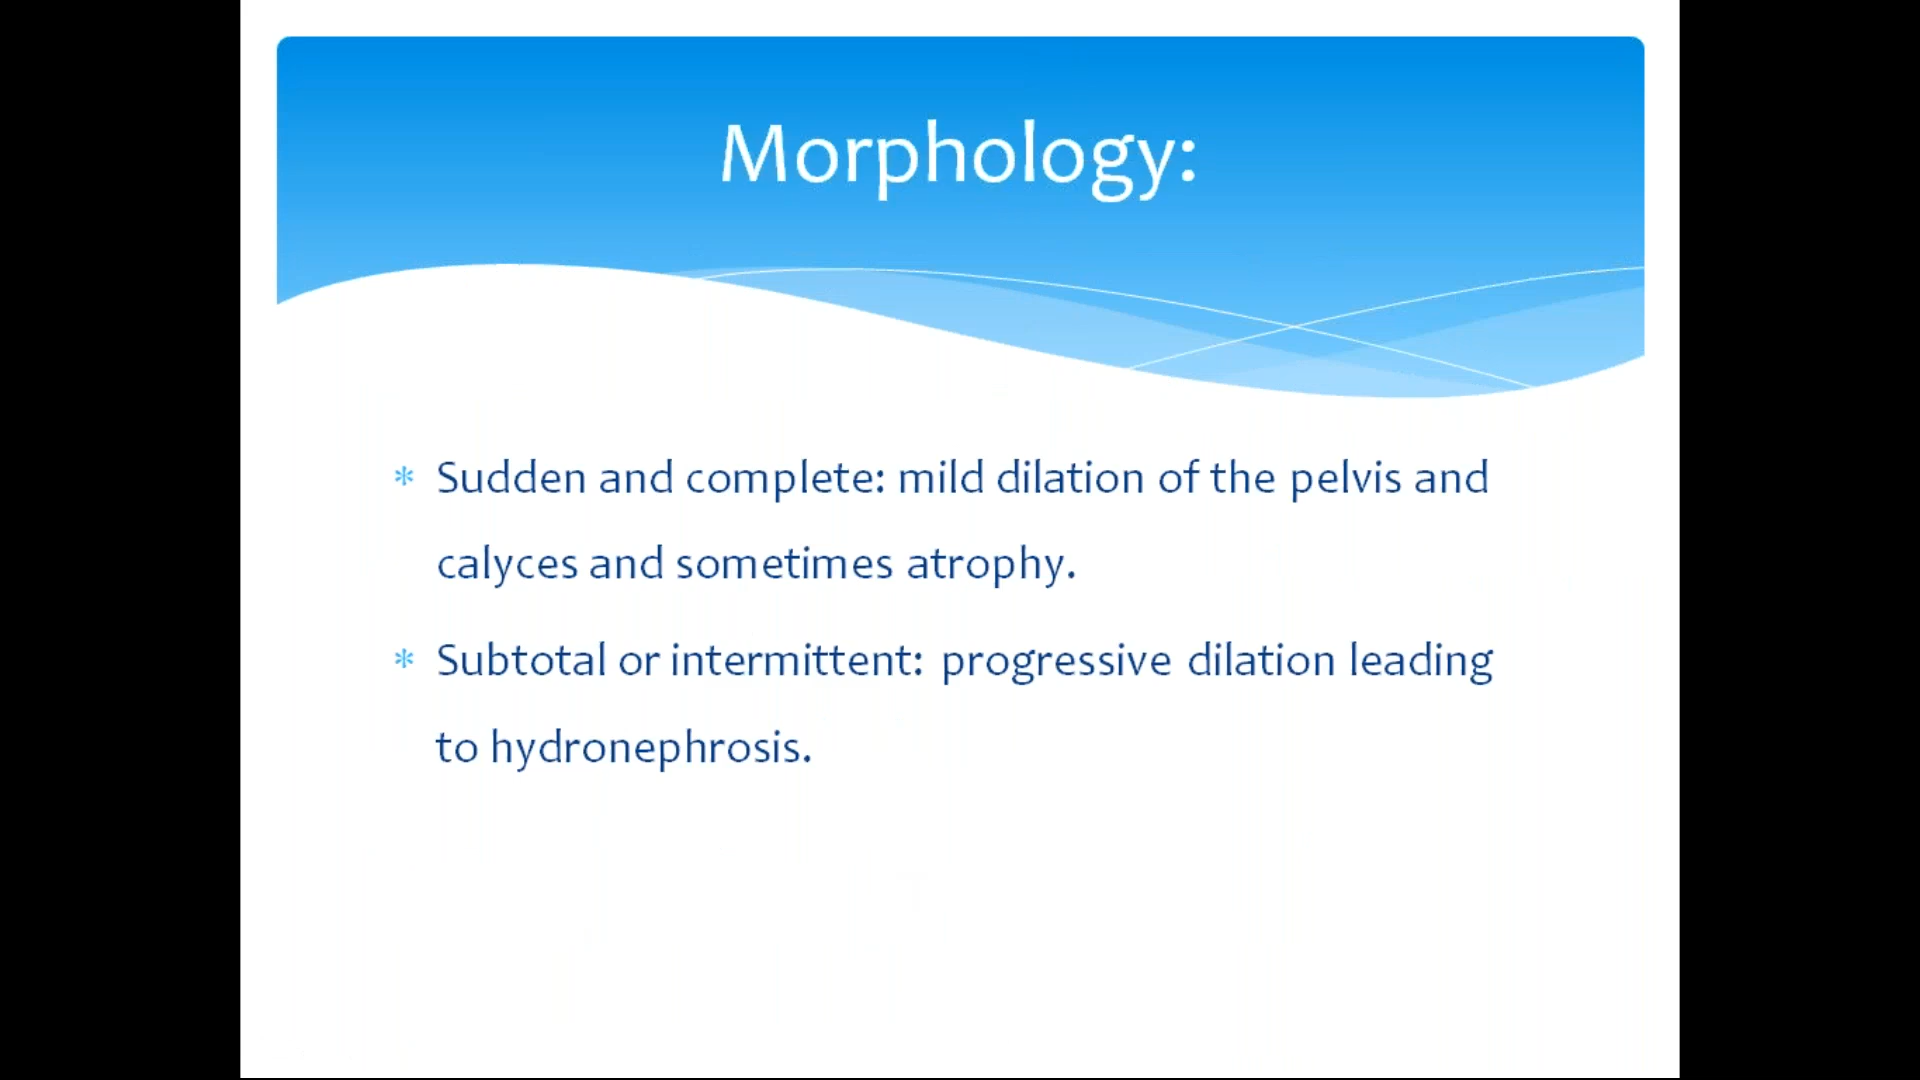 Morphology:
* Sudden and complete: mild dilation of the pelvis and
calyces and sometimes atrophy.
* Subtotal or intermittent: progressive dilation leading
to hydronephrosis.